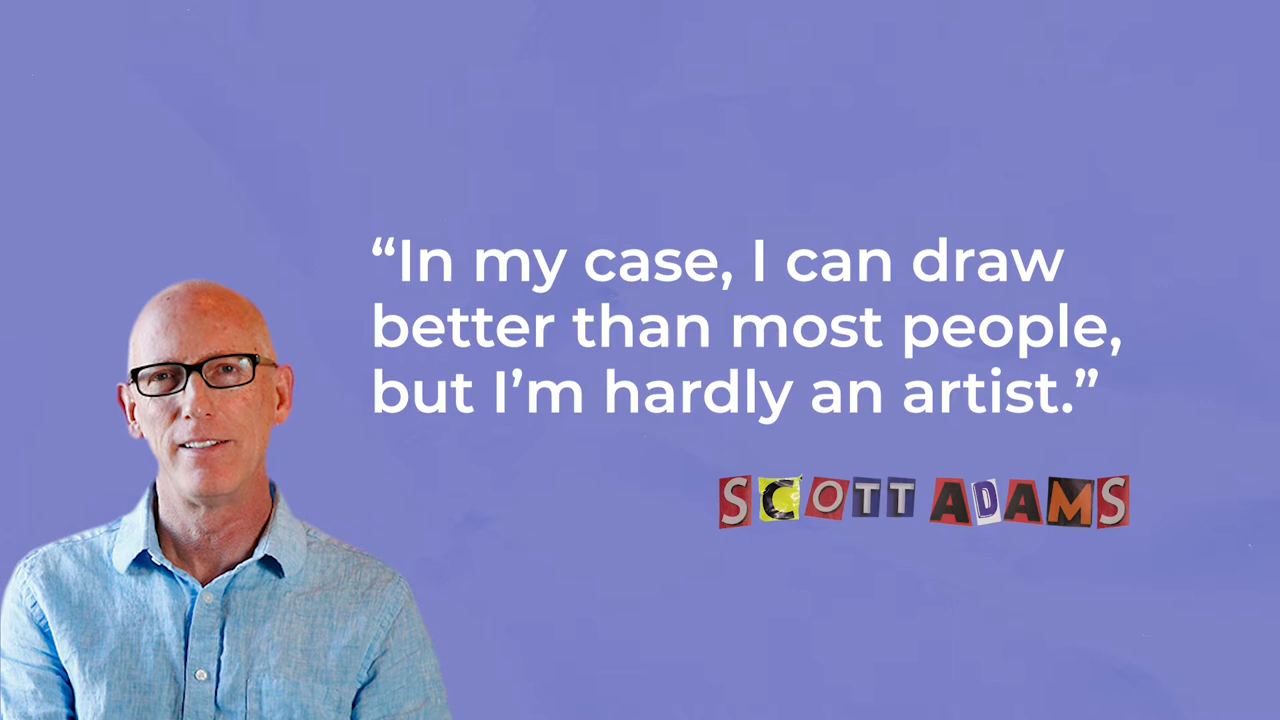 “In my case, I can draw
better than most people,
but I’m hardly an artist.”
SCOTT ADAMS